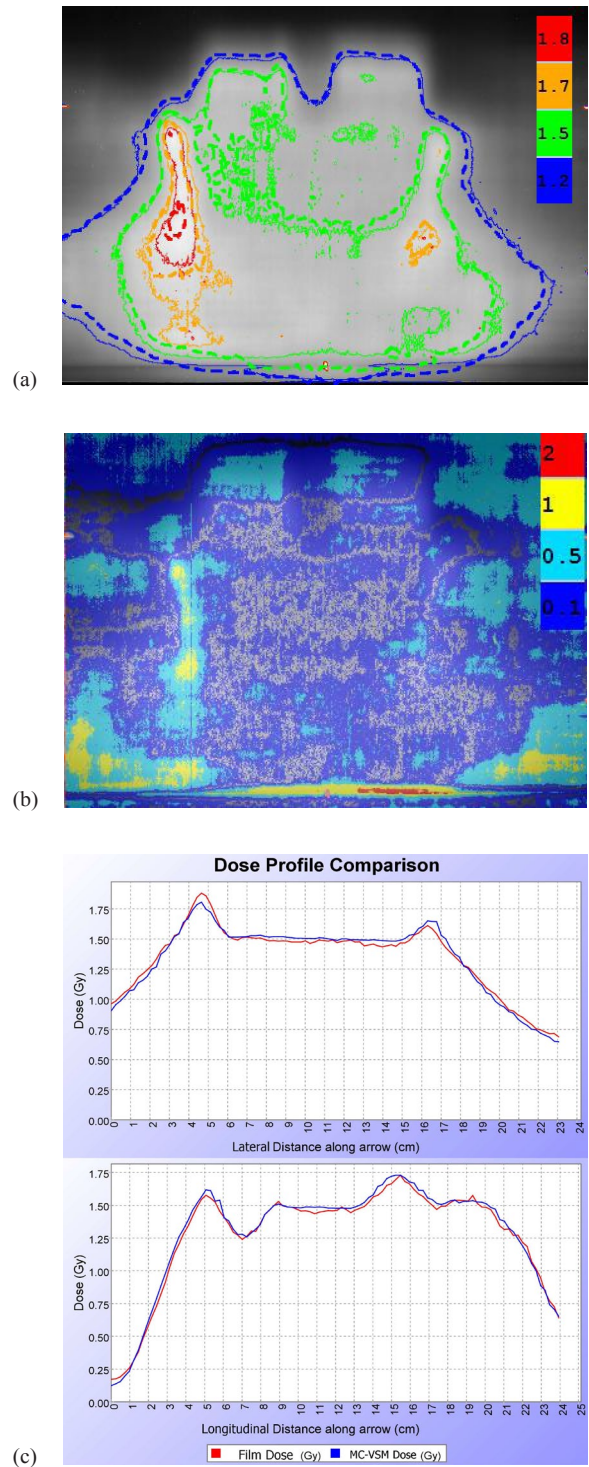 1.8
1.7
1.5
1.2
(a)
2
1
0.5
0.1
(b)
Dose Profile Comparison
Dose (Gy)
1.75
1.50
1.25
1.00
0.75
0.50
0.25
0.00
0 1 2 3 4 5 6 7 8 9 10 11 12 13 14 15 16 17 18 19 20 21 22 23 24
Lateral Distance along arrow (cm)
Dose (Gy)
1.75
1.50
1.25
1.00
0.75
0.50
0.25
0.00
0 1 2 3 4 5 6 7 8 9 10 11 12 13 14 15 16 17 18 19 20 21 22 23 24 25
Longitudinal Distance along arrow (cm)
Film Dose (Gy) MC-VSM Dose (Gy)
(c)